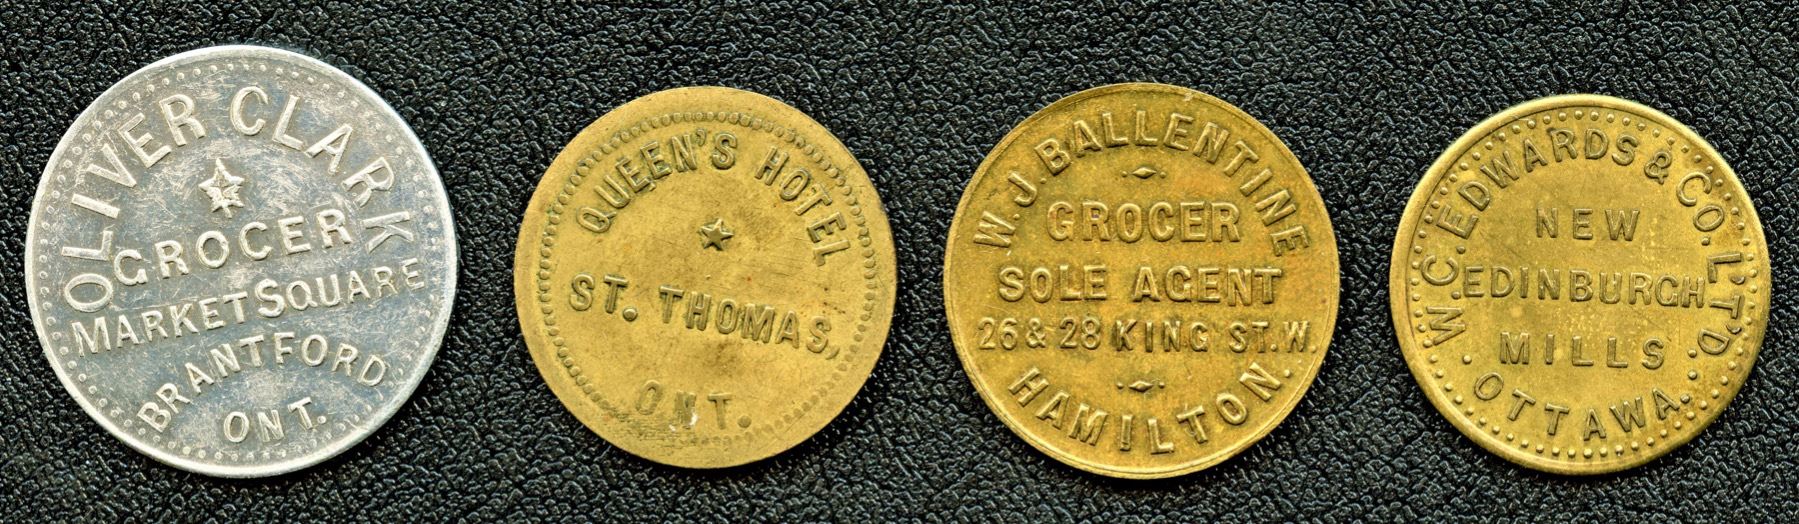 OLIVER CLARK
GROCER
MARKET SQUARE
BRANTFORD
ONT.
QUEEN'S HOTEL
ST. THOMAS,
ONT.
W. J. BALLENTINE
GROCER
SOLE AGENT
26 & 28 KING ST. W.
HAMILTON.
W. C. EDWARDS & CO. LT'D.
NEW
EDINBURGH
MILLS
OTTAWA.